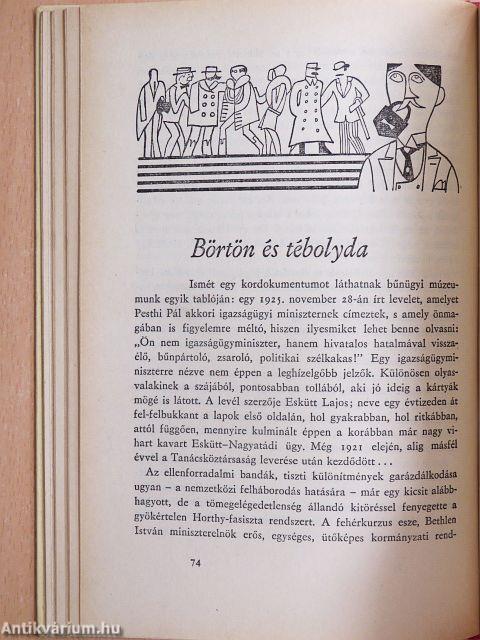 Börtön és tébolyda
Ismét egy kordokumentumot láthatnak bűnügyi múzeu-
munk egyik tablóján: egy 1925. november 28-án írt levelet, amelyet
Pesthi Pál akkori igazságügyi miniszternek címeztek, s amely önma-
gában is figyelemre méltó, hiszen ilyesmiket lehet benne olvasni:
„Ön nem igazságügyminiszter, hanem hivatalos hatalmával vissza-
élő, bűnpártoló, zsaroló, politikai szélkakas!” Egy igazságügymi-
niszterre nézve nem éppen a leghízelgőbb jelzők. Különösen olyas-
valakinek a szájából, pontosabban tollából, aki jó ideig a kártyák
mögé is látott. A levél szerzője Eskütt Lajos; neve egy évtizeden át
fel-felbukkant a lapok első oldalán, hol gyakrabban, hol ritkábban,
attól függően, mennyire kulminált éppen a korábban már nagy vi-
hart kavart Eskütt–Nagyatádi ügy. Még 1921 elején, alig másfél
évvel a Tanácsköztársaság leverése után kezdődött...
Az ellenforradalmi bandák, tiszti különítmények garázdálkodása
ugyan – a nemzetközi felháborodás hatására – már egy kicsit alább-
hagyott, de a tömegelégedetlenség állandó kitöréssel fenyegette a
gyökértelen Horthy-fasiszta rendszert. A fehérkurzus esze, Bethlen
István miniszterelnök erős, egységes, ütőképes kormányzati rend-
74
Antikvárium.hu